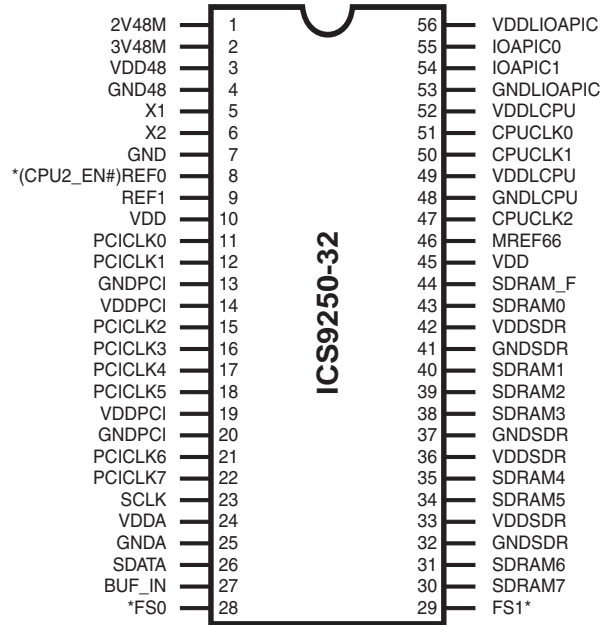 2V48M 1 56 VDDLIOAPIC
3V48M 2 55 IOAPIC0
VDD48 3 54 IOAPIC1
GND48 4 53 GNDLIOAPIC
X1 5 52 VDDLCPU
X2 6 51 CPUCLK0
GND 7 50 CPUCLK1
*(CPU2_EN#)REF0 8 49 VDDLCPU
REF1 9 48 GNDLCPU
VDD 10 47 CPUCLK2
PCICLK0 11 46 MREF66
PCICLK1 12 45 VDD
GNDPCI 13 44 SDRAM_F
VDDPCI 14 43 SDRAM0
PCICLK2 15 42 VDDSDR
PCICLK3 16 41 GNDSDR
PCICLK4 17 40 SDRAM1
PCICLK5 18 39 SDRAM2
VDDPCI 19 38 SDRAM3
GNDPCI 20 37 GNDSDR
PCICLK6 21 36 VDDSDR
PCICLK7 22 35 SDRAM4
SCLK 23 34 SDRAM5
VDDA 24 33 VDDSDR
GNDA 25 32 GNDSDR
SDATA 26 31 SDRAM6
BUF_IN 27 30 SDRAM7
*FS0 28 29 FS1*
ICS9250-32